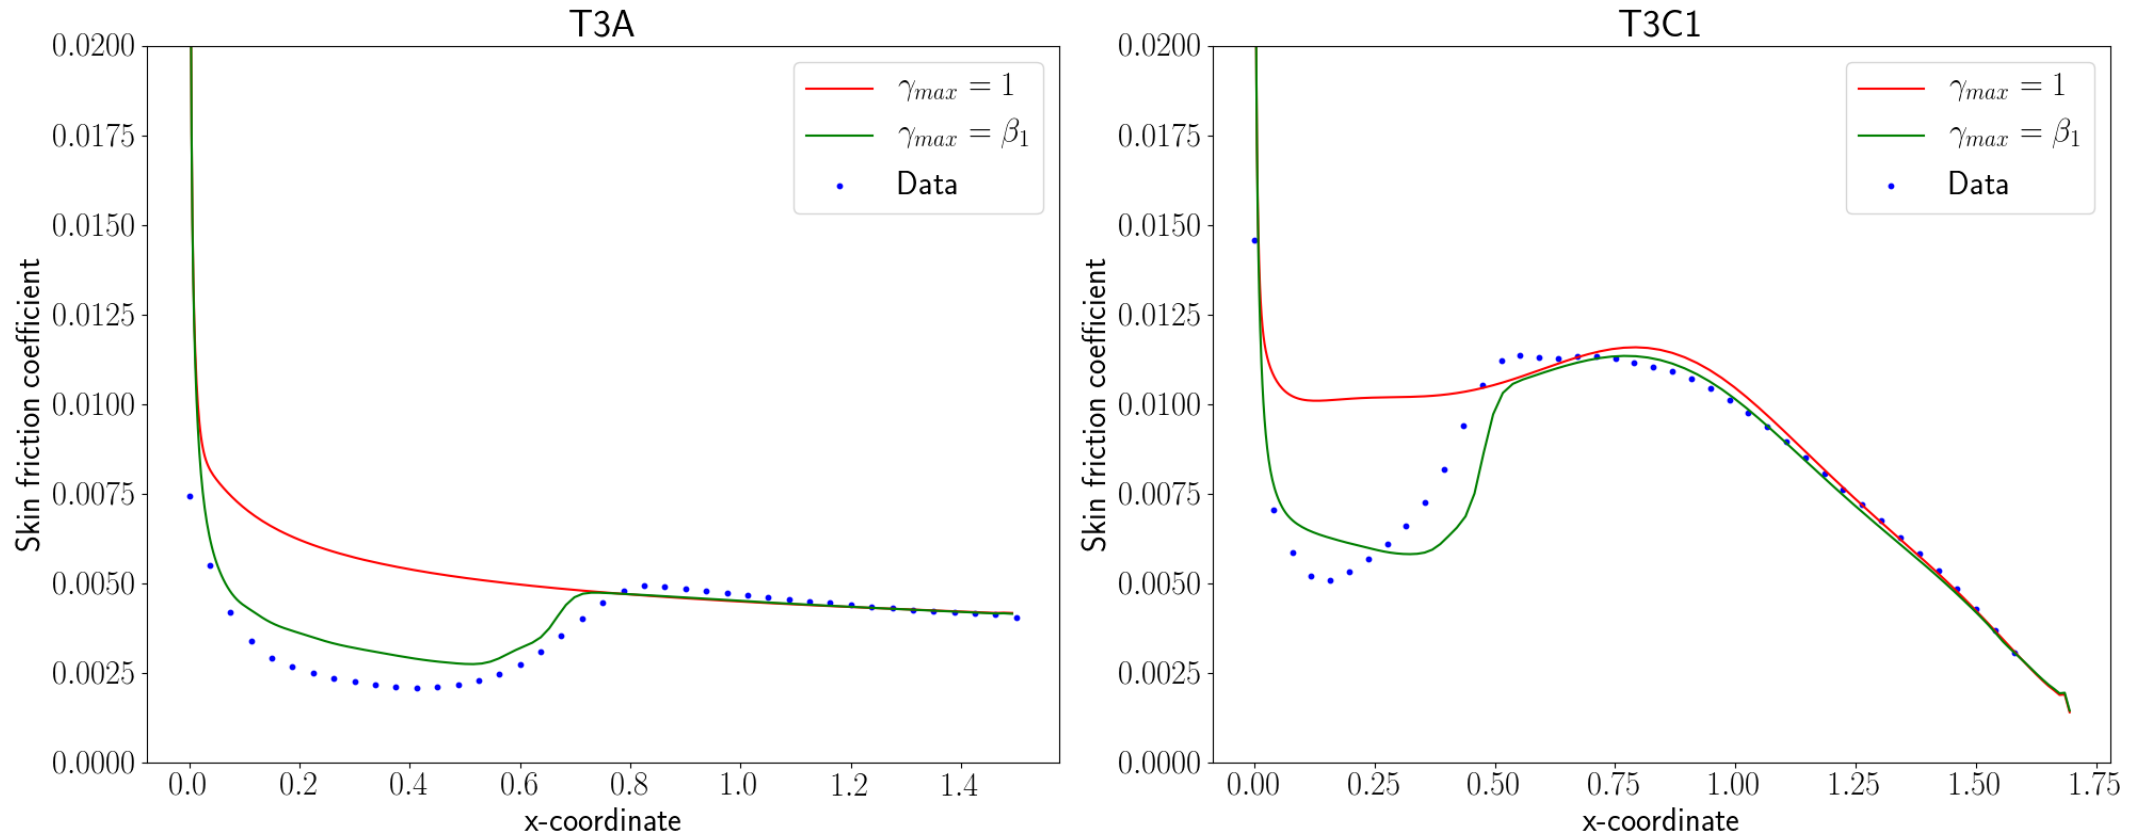 T3A
0.0200
0.0175
0.0150
0.0125
0.0100
0.0075
0.0050
0.0025
0.0000
Skin friction coefficient
0.0 0.2 0.4 0.6 0.8 1.0 1.2 1.4
x-coordinate
γmax = 1
γmax = β1
Data
T3C1
0.0200
0.0175
0.0150
0.0125
0.0100
0.0075
0.0050
0.0025
0.0000
Skin friction coefficient
0.00 0.25 0.50 0.75 1.00 1.25 1.50 1.75
x-coordinate
γmax = 1
γmax = β1
Data